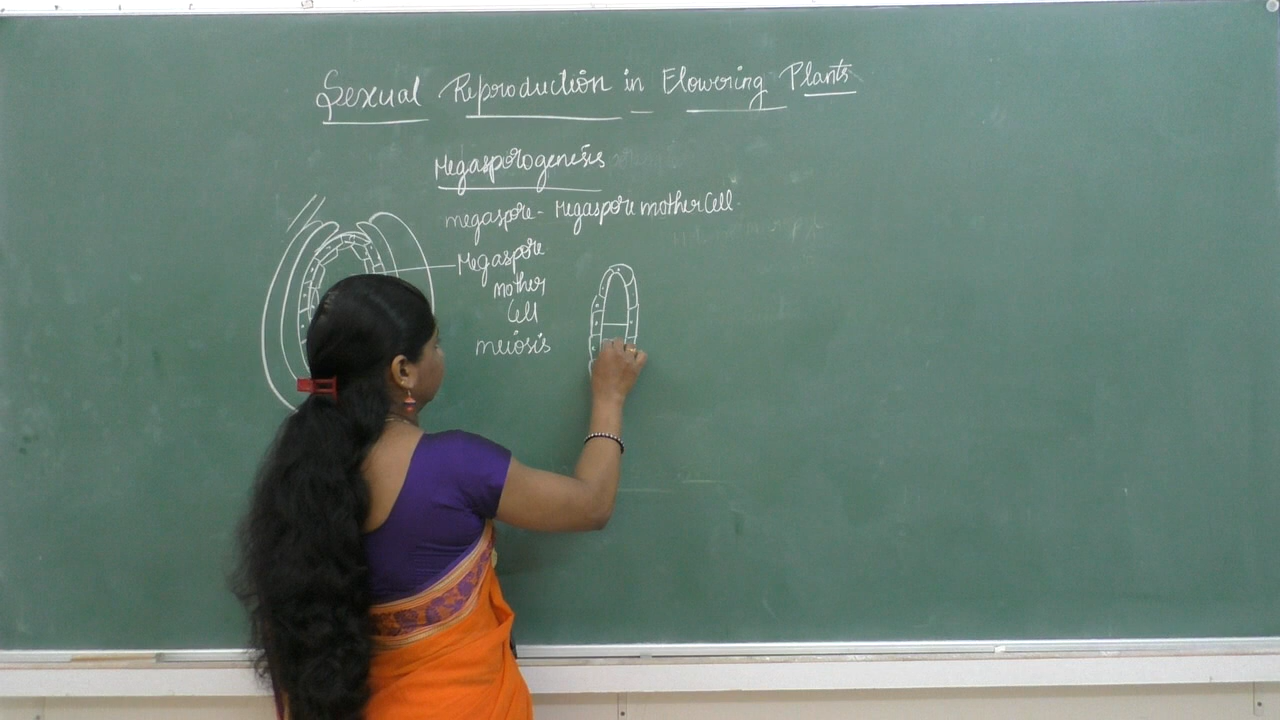 Sexual Reproduction in Flowering Plants
Megasporogenesis
megaspore - Megaspore mother Cell
Megaspore
mother
Cell
meiosis